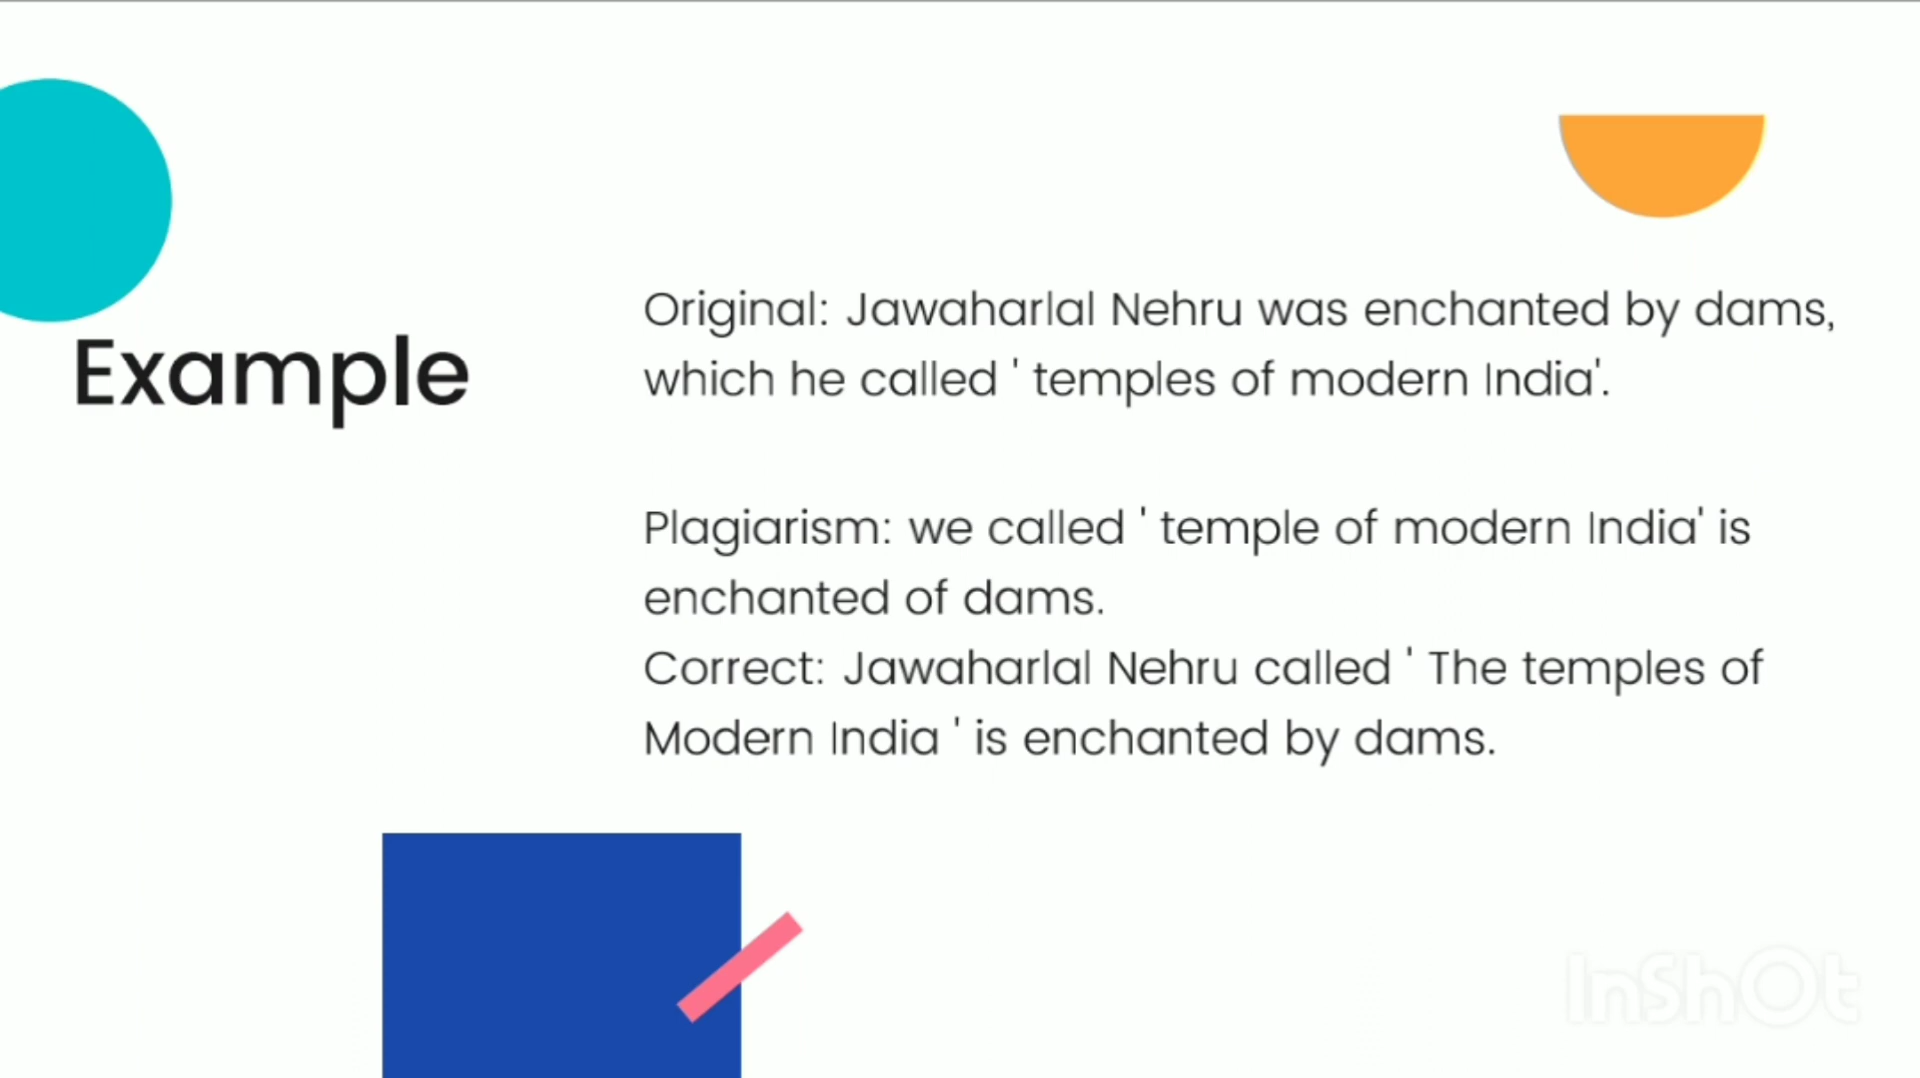 Example
Original: Jawaharlal Nehru was enchanted by dams,
which he called ' temples of modern India'.
Plagiarism: we called ' temple of modern India' is
enchanted of dams.
Correct: Jawaharlal Nehru called ' The temples of
Modern India ' is enchanted by dams.
InShOt